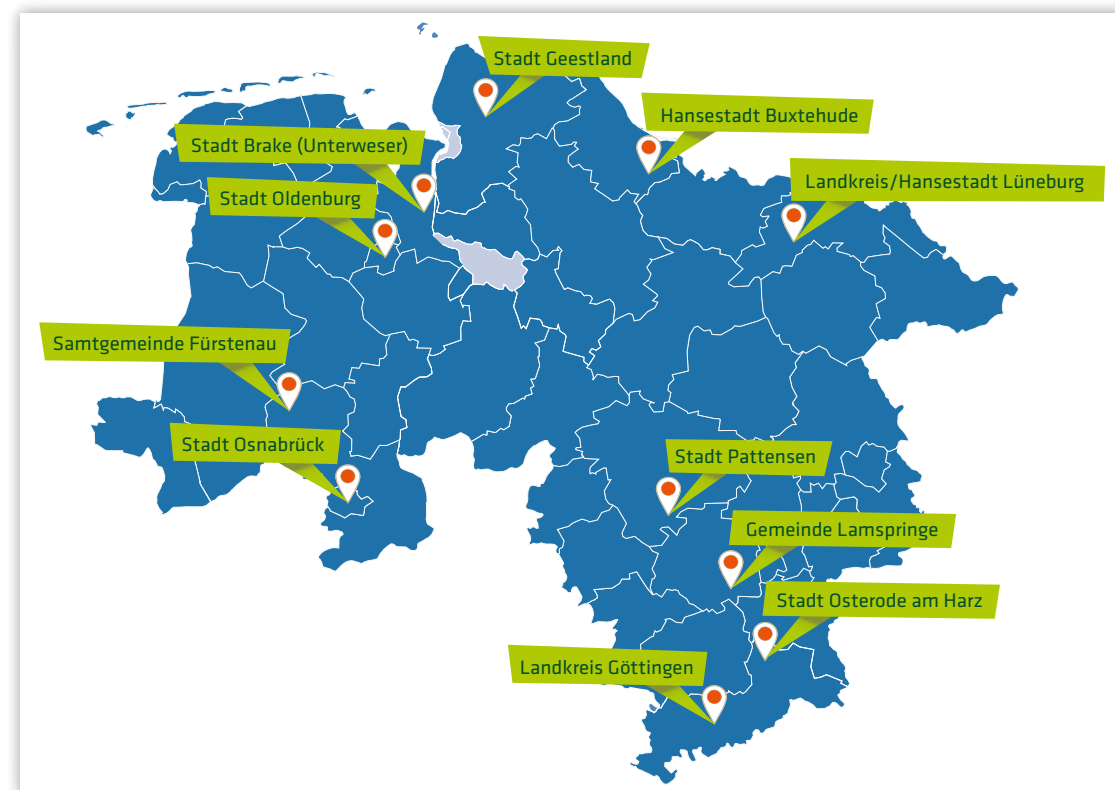 Stadt Geestland
Hansestadt Buxtehude
Stadt Brake (Unterweser)
Landkreis/Hansestadt Lüneburg
Stadt Oldenburg
Samtgemeinde Fürstenau
Stadt Osnabrück
Stadt Pattensen
Gemeinde Lamspringe
Stadt Osterode am Harz
Landkreis Göttingen